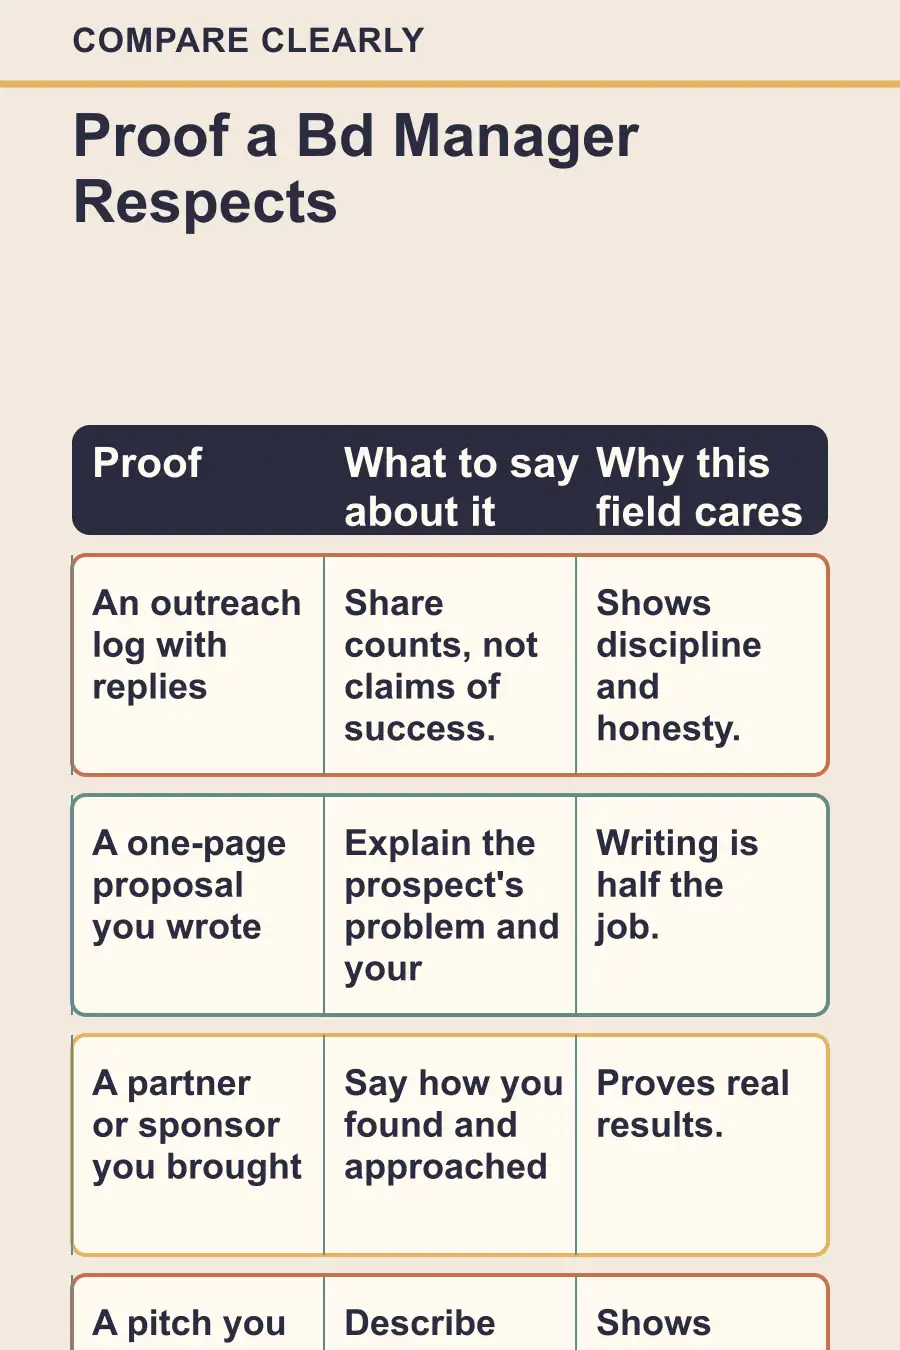 COMPARE CLEARLY
Proof a Bd Manager
Respects
Proof
What to say
about it
Why this
field cares
An outreach
log with
replies
Share
counts, not
claims of
success.
Shows
discipline
and
honesty.
A one-page
proposal
you wrote
Explain the
prospect's
problem and
your
Writing is
half the
job.
A partner
or sponsor
you brought
Say how you
found and
approached
Proves real
results.
A pitch you
Describe
Shows